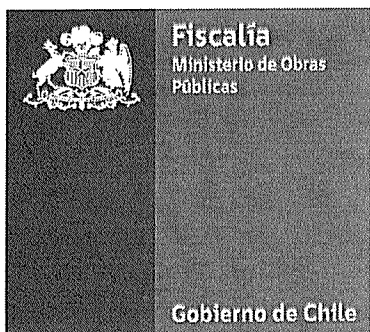 Fiscalía
Ministerio de Obras
Públicas
Gobierno de Chile